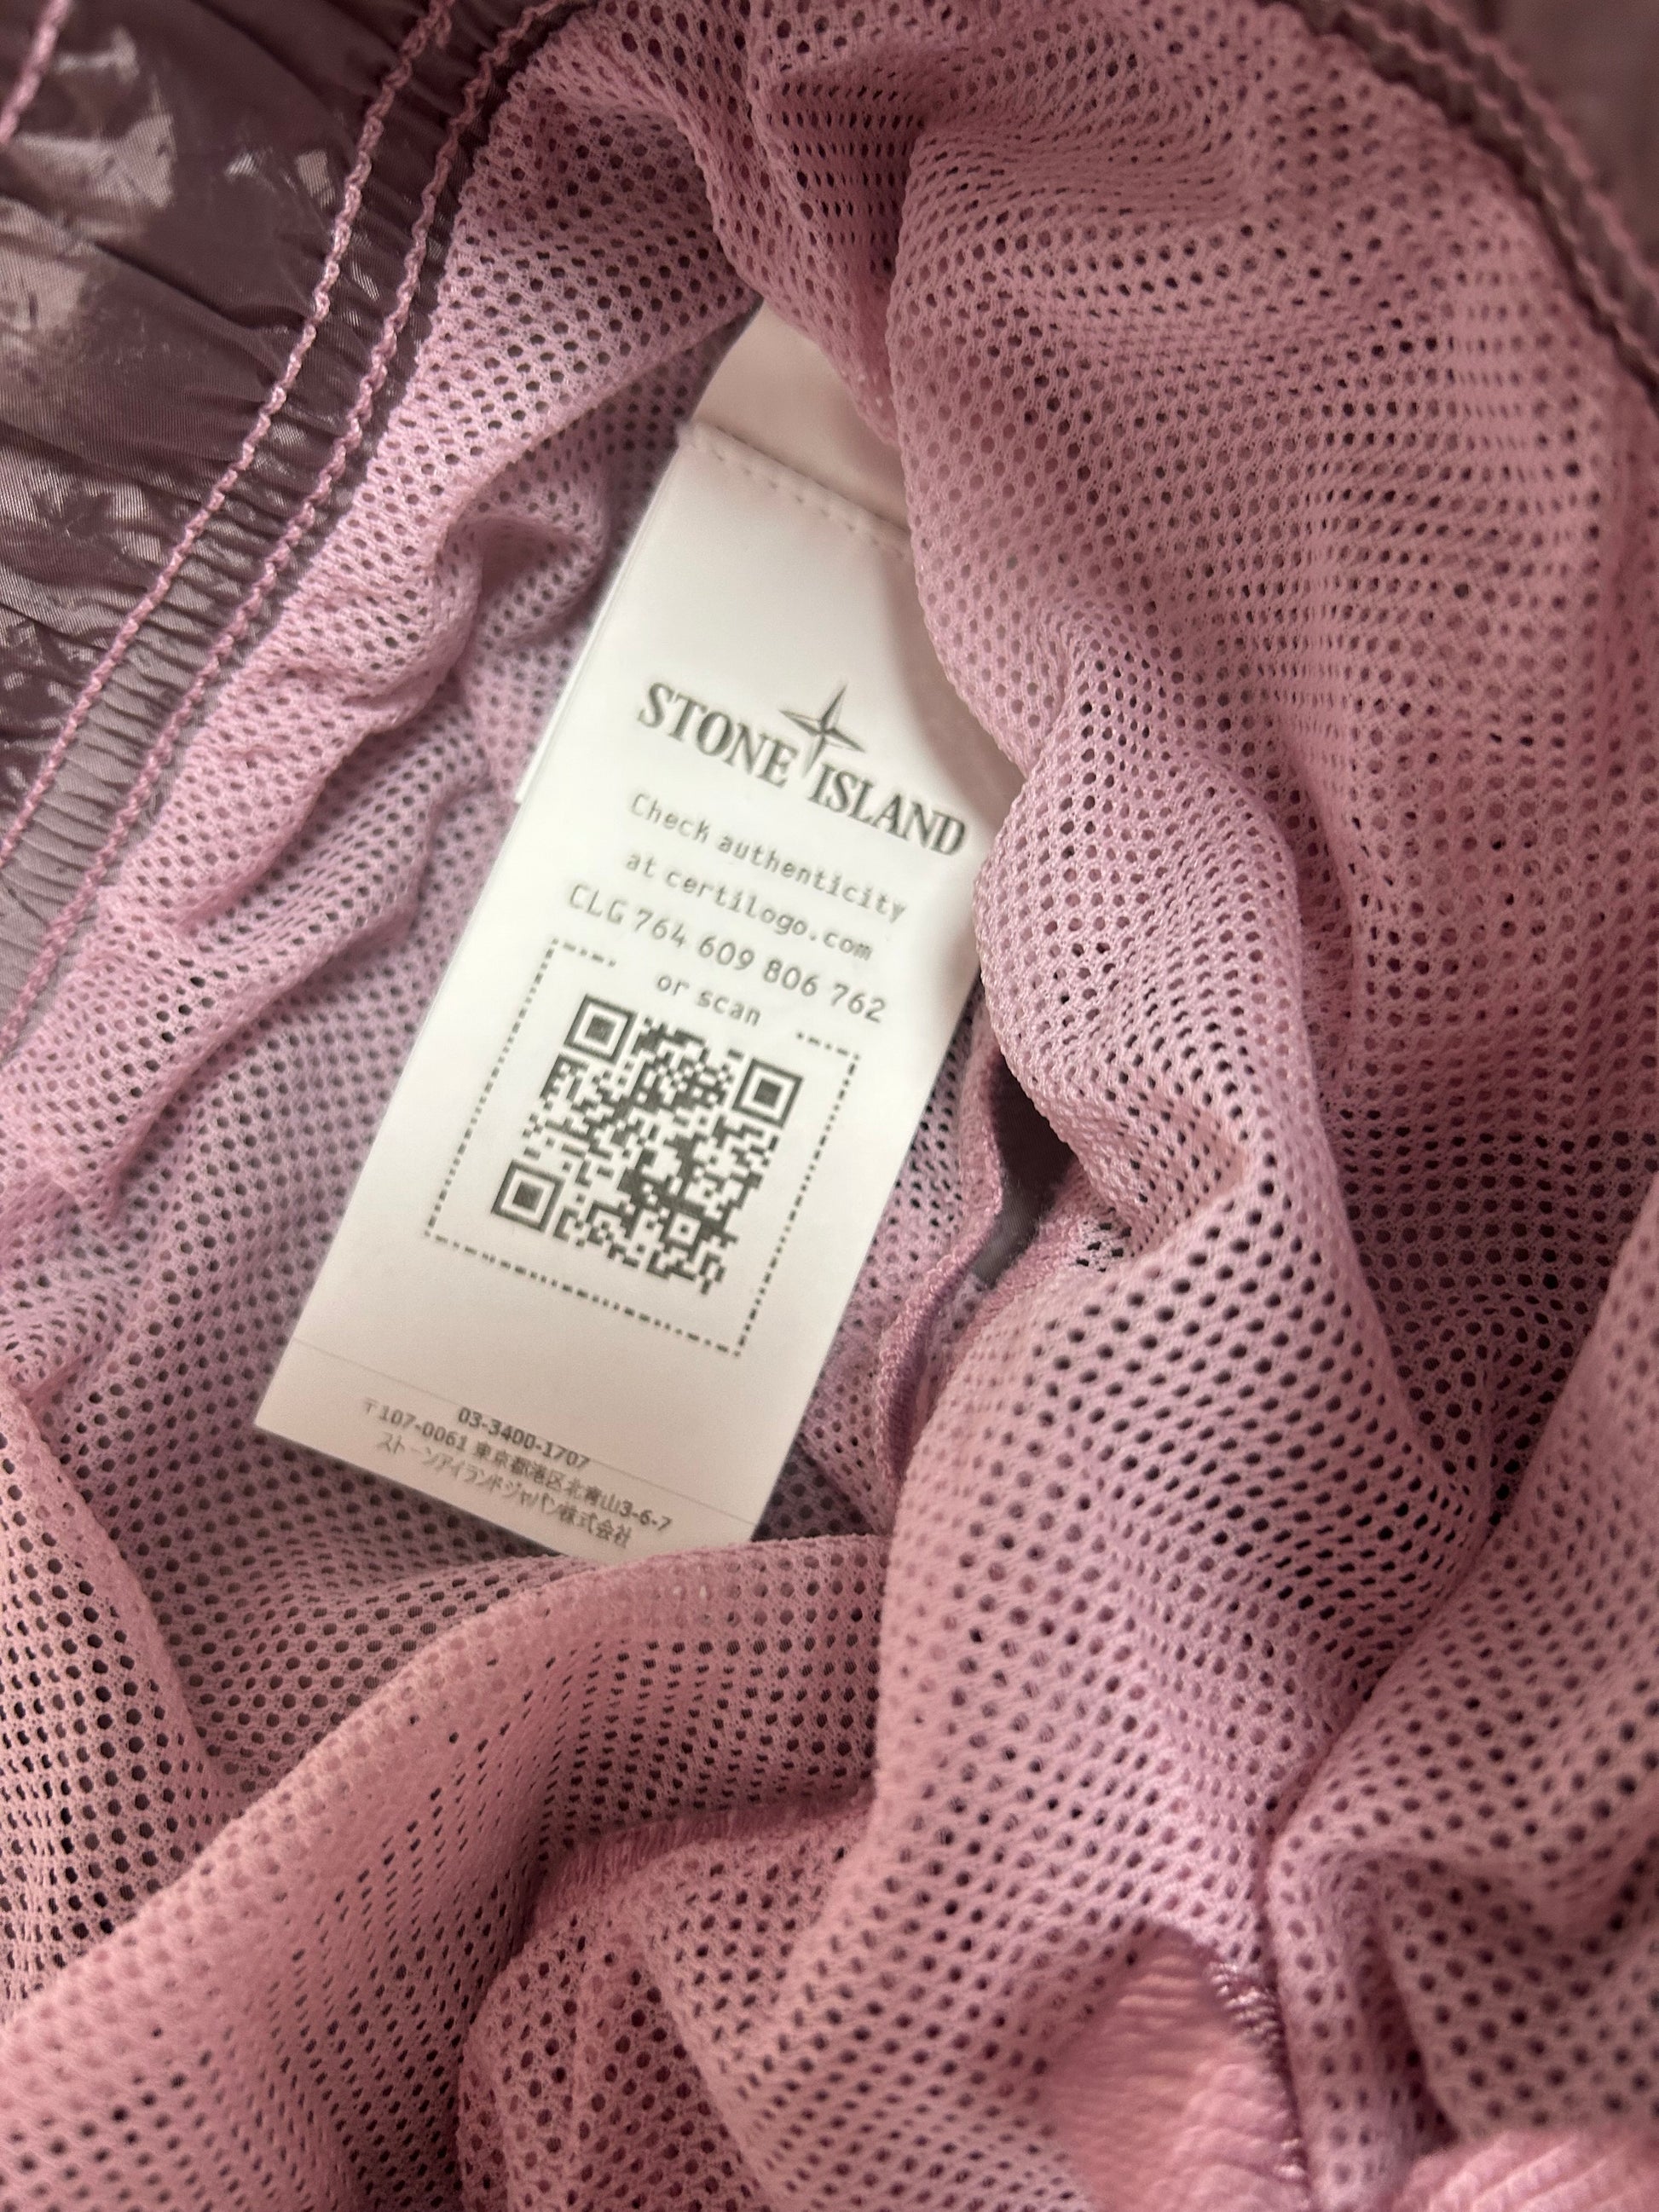 STONE ISLAND
Check authenticity
at certilogo.com
CLG 764 609 806 762
or scan
03-3400-1707
〒107-0061 東京都港区北青山3-6-7
ストーンアイランドジャパン株式会社